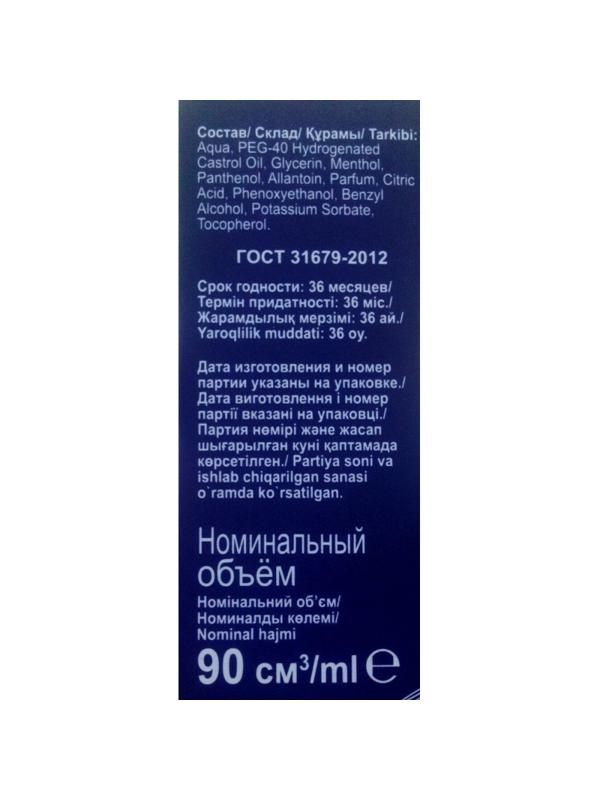 Состав/ Склад/ Құрамы/ Tarkibi:
Aqua, PEG-40 Hydrogenated
Castrol Oil, Glycerin, Menthol,
Panthenol, Allantoin, Parfum, Citric
Acid, Phenoxyethanol, Benzyl
Alcohol, Potassium Sorbate,
Tocopherol.
ГОСТ 31679-2012
Срок годности: 36 месяцев/
Термін придатності: 36 міс./
Жарамдылық мерзімі: 36 ай./
Yaroqlilik muddati: 36 oy.
Дата изготовления и номер
партии указаны на упаковке./
Дата виготовлення і номер
партії вказані на упаковці./
Партия нөмірі және жасап
шығарылған куні қаптамада
көрсетілген./ Partiya soni va
ishlab chiqarilgan sanasi
o`ramda ko`rsatilgan.
Номинальный
объём
Номінальний об’єм/
Номиналды көлемі/
Nominal hajmi
90 см³/ml ℮